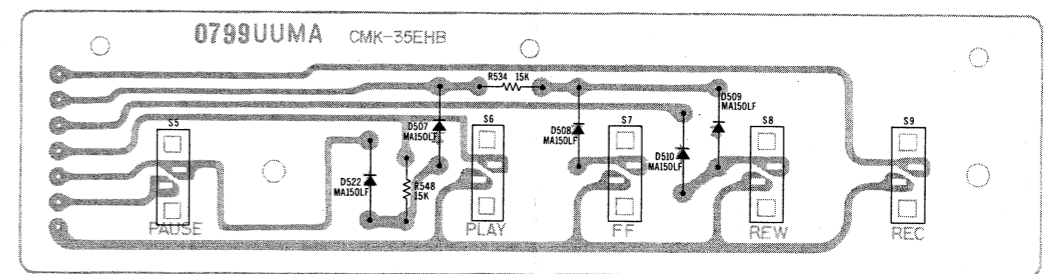 0799UUMA CMK-35EHB
R534 15K
D509
MA150LF
S5
D507
MA150LF
S6
D508
MA150LF
S7
D510
MA150LF
S8
S9
D522
MA150LF
R548
15K
PAUSE
PLAY
FF
REW
REC